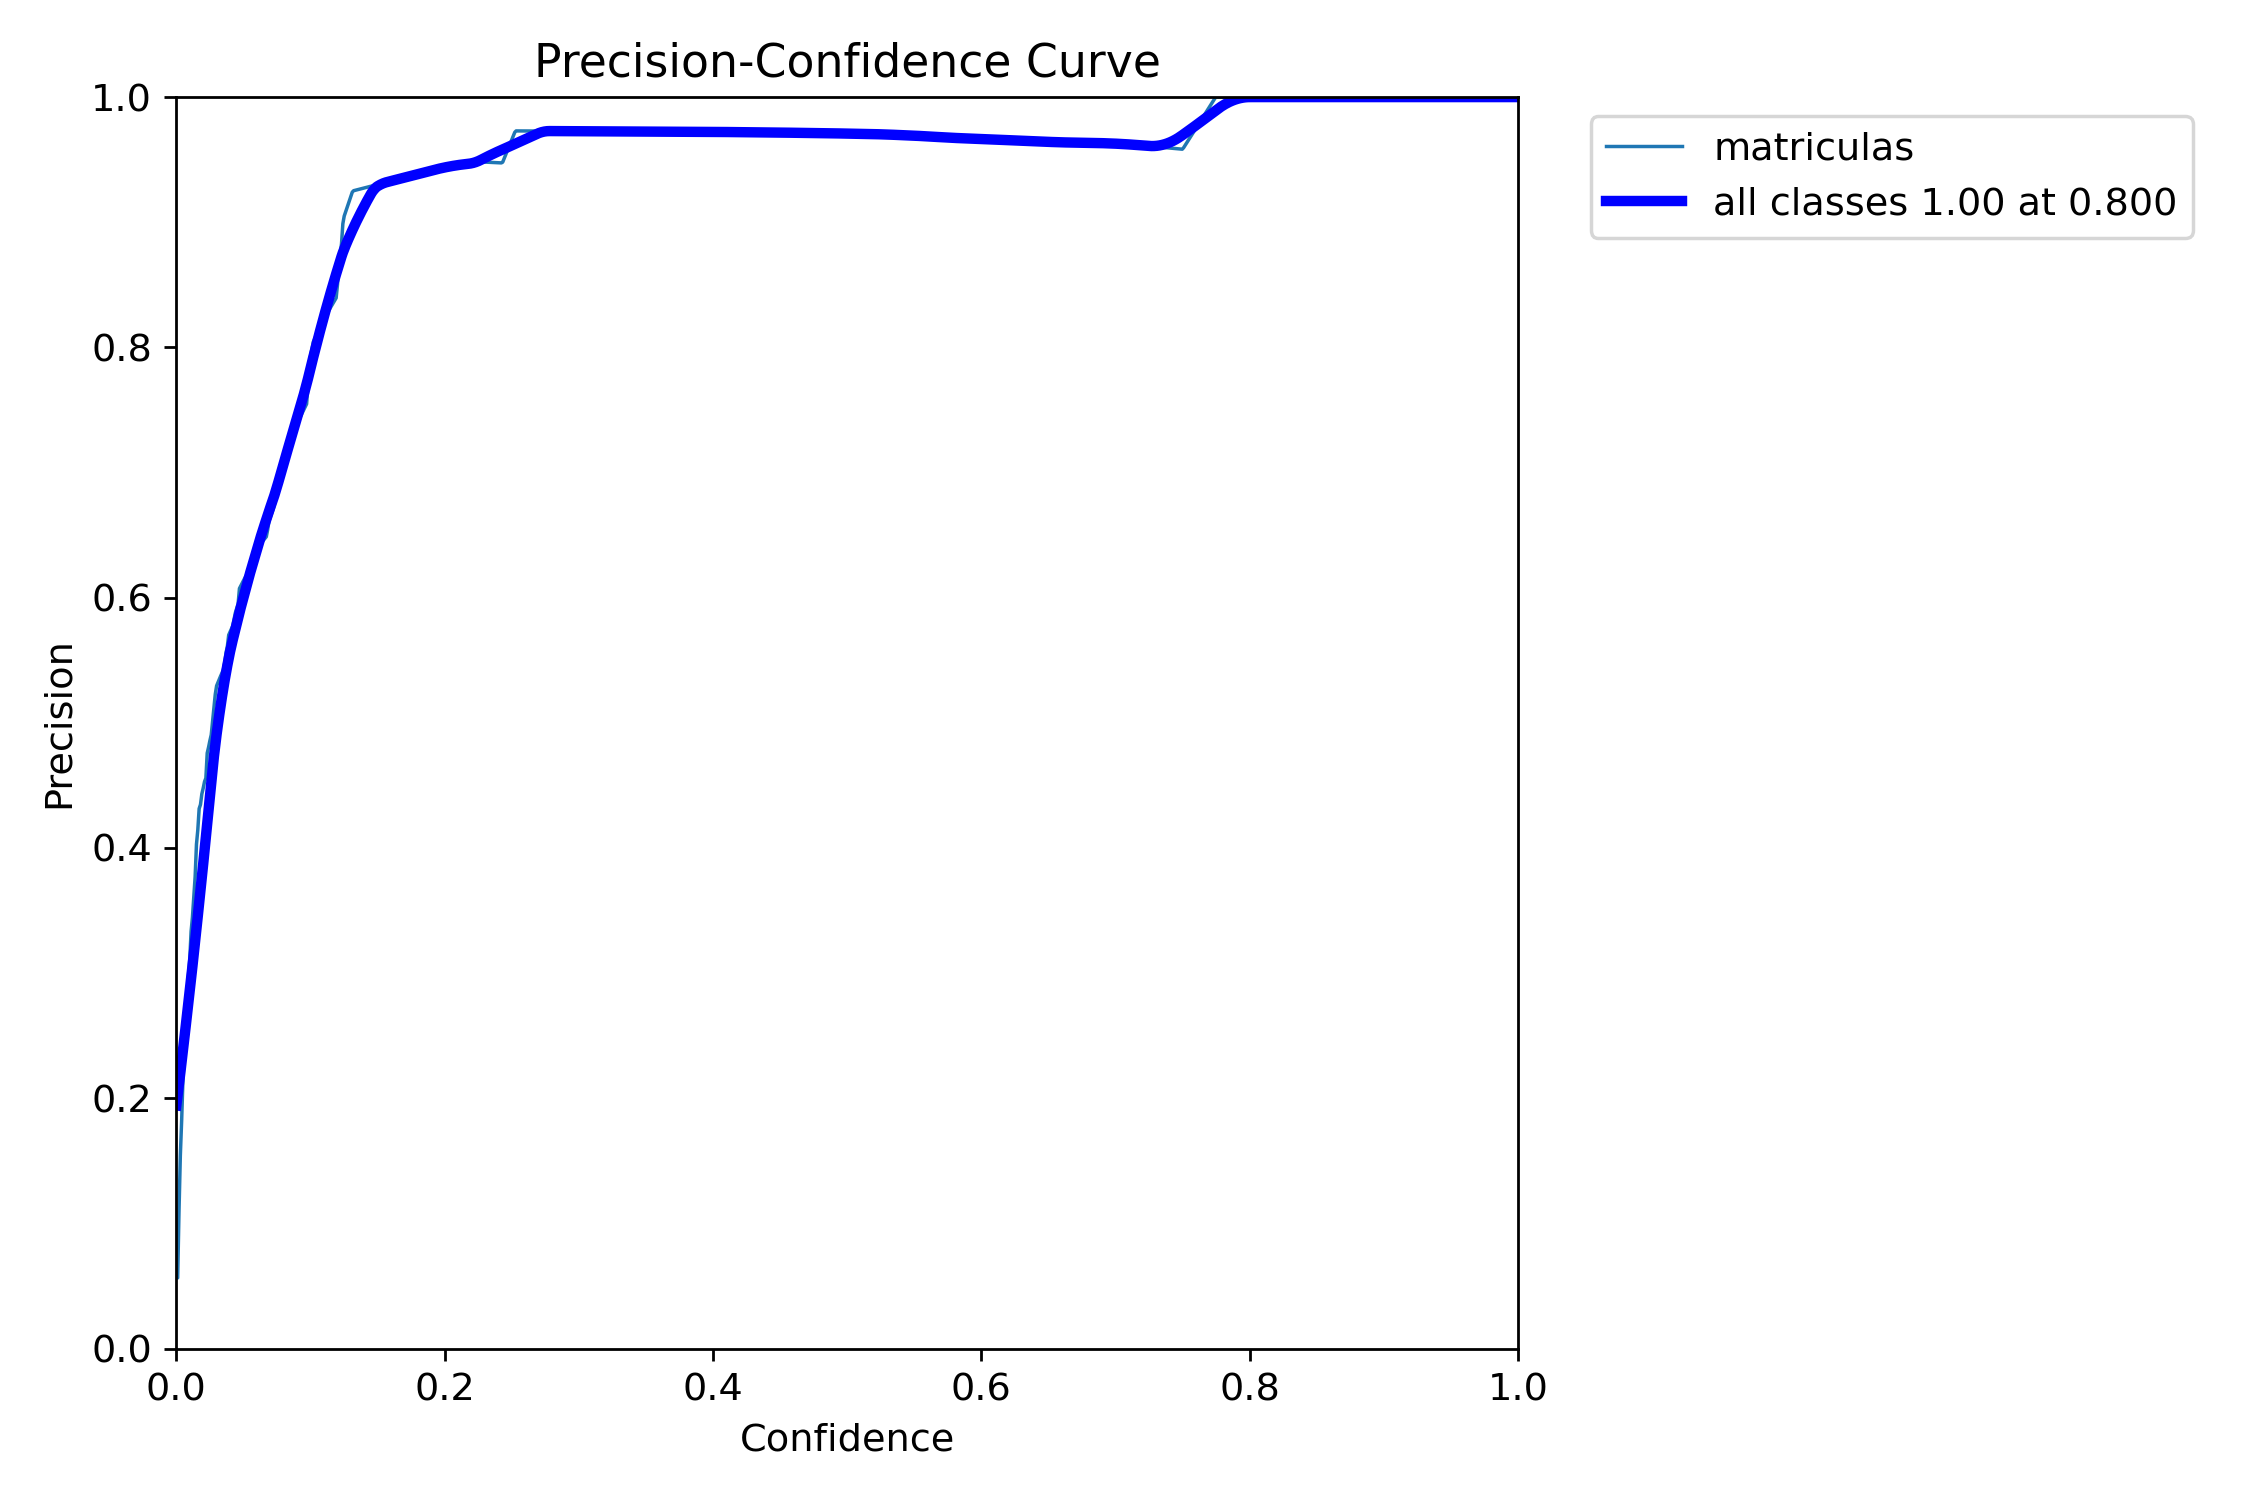 Precision-Confidence Curve
1.0
0.8
0.6
0.4
0.2
0.0
Precision
0.0 0.2 0.4 0.6 0.8 1.0
Confidence
matriculas
all classes 1.00 at 0.800